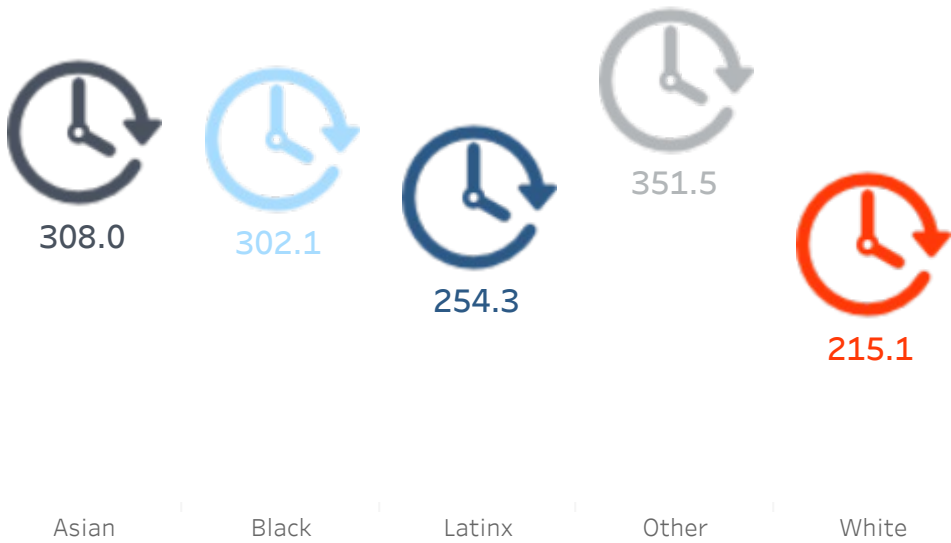 351.5
308.0
302.1
254.3
215.1
Asian
Black
Latinx
Other
White